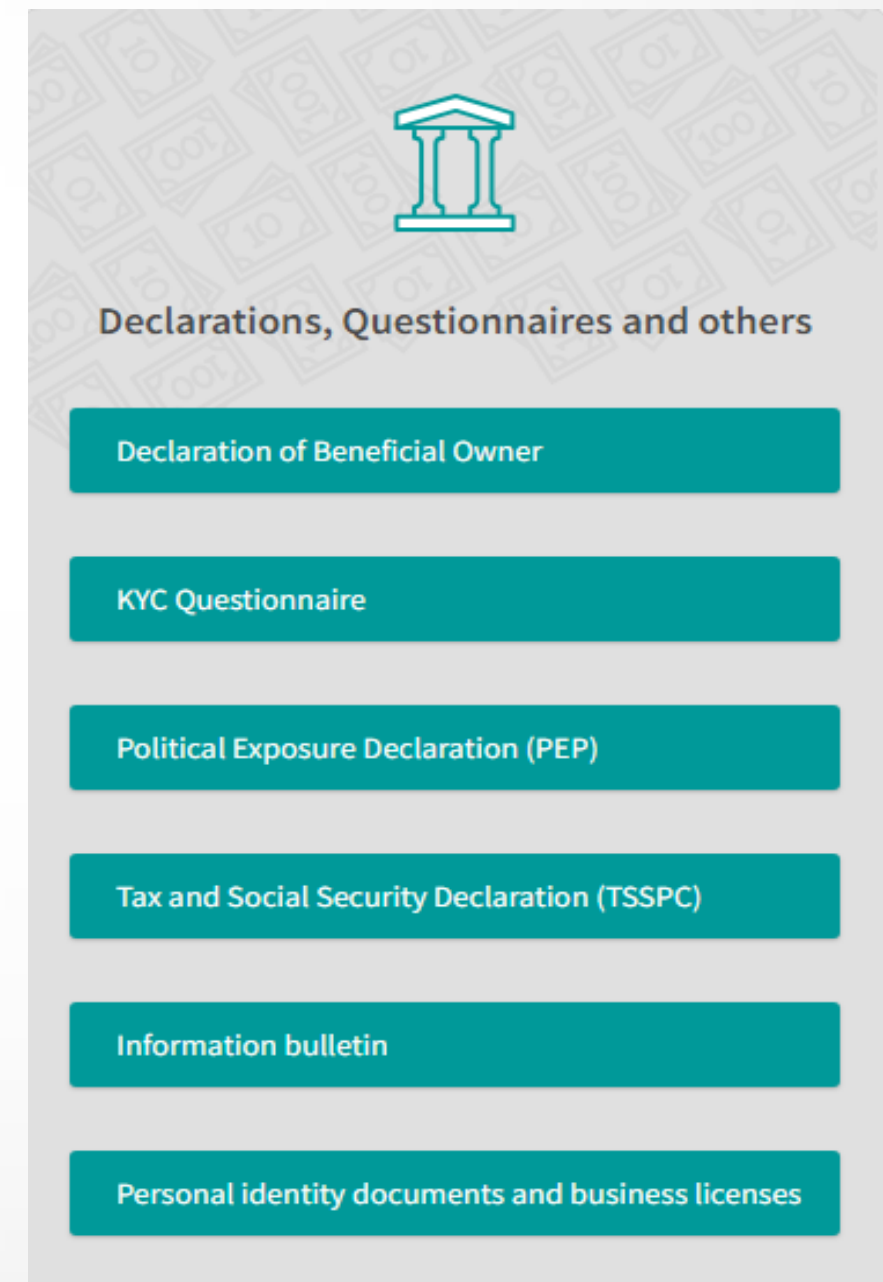 Declarations, Questionnaires and others
Declaration of Beneficial Owner
KYC Questionnaire
Political Exposure Declaration (PEP)
Tax and Social Security Declaration (TSSPC)
Information bulletin
Personal identity documents and business licenses